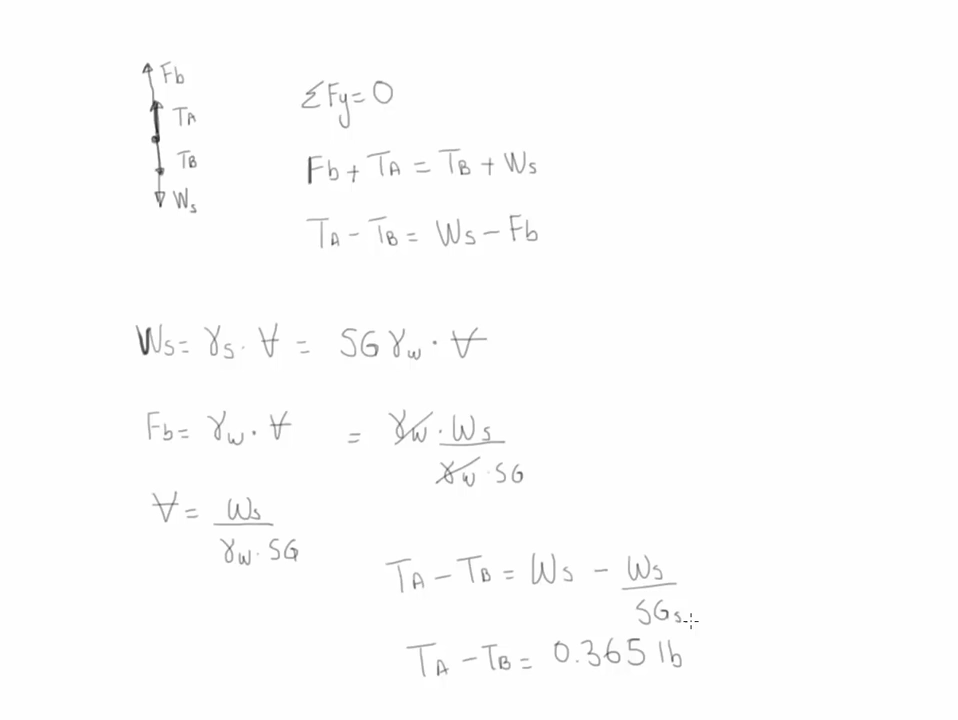 Fb
TA
TB
Ws
ΣFy = 0
Fb + TA = TB + Ws
TA - TB = Ws - Fb
Ws = γs · V̶ = SG γw · V̶
Fb = γw · V̶ = γw · Ws / γw · SG
V̶ = Ws / γw · SG
TA - TB = Ws - Ws / SGs
TA - TB = 0.365 lb